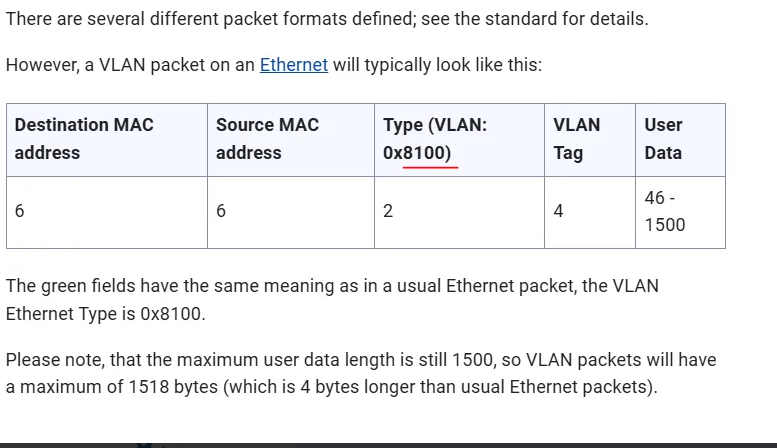 There are several different packet formats defined; see the standard for details.
However, a VLAN packet on an Ethernet will typically look like this:
Destination MAC address
Source MAC address
Type (VLAN: 0x8100)
VLAN Tag
User Data
6
6
2
4
46 - 1500
The green fields have the same meaning as in a usual Ethernet packet, the VLAN
Ethernet Type is 0x8100.
Please note, that the maximum user data length is still 1500, so VLAN packets will have
a maximum of 1518 bytes (which is 4 bytes longer than usual Ethernet packets).